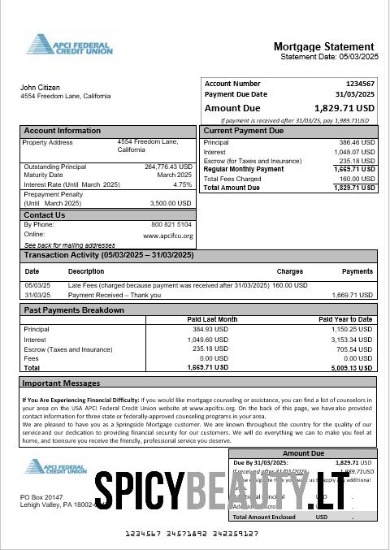 APCI FEDERAL
CREDIT UNION
Mortgage Statement
Statement Date: 05/03/2025
John Citizen
4554 Freedom Lane, California
Account Number 1234567
Payment Due Date 31/03/2025
Amount Due 1,829.71 USD
If payment is received after 31/03/25, pay 1,989.71USD
Account Information
Property Address 4554 Freedom Lane,
California
Outstanding Principal 264,776.43 USD
Maturity Date March 2025
Interest Rate (Until March 2025) 4.75%
Prepayment Penalty
(Until March 2025) 3,500.00 USD
Contact Us
By Phone: 800 821 5104
Online: www.apcifcu.org
See back for mailing addresses
Current Payment Due
Principal 386.46 USD
Interest 1,048.07 USD
Escrow (for Taxes and Insurance) 235.18 USD
Regular Monthly Payment 1,669.71 USD
Total Fees Charged 160.00 USD
Total Amount Due 1,829.71 USD
Transaction Activity (05/03/2025 – 31/03/2025)
Date Description Charges Payments
05/03/25 Late Fees (charged because payment was received after 31/03/2025) 160.00 USD
31/03/25 Payment Received – Thank you 1,669.71 USD
Past Payments Breakdown
Paid Last Month Paid Year to Date
Principal 384.93 USD 1,150.25 USD
Interest 1,049.60 USD 3,153.34 USD
Escrow (Taxes and Insurance) 235.18 USD 705.54 USD
Fees 0.00 USD 0.00 USD
Total 1,669.71 USD 5,009.13 USD
Important Messages
If You Are Experiencing Financial Difficulty: If you would like mortgage counseling or assistance, you can find a list of counselors in
your area on the USA APCI Federal Credit Union website at www.apcifcu.org. On the back of this page, we have also provided
contact information for three state or federally-approved counseling programs in your area.
We are pleased to have you as a Springside Mortgage customer. We are known throughout the country for the quality of our
service and our dedication to providing financial security for our customers. We will do everything we can to make you feel at
home, and to ensure you receive the friendly, professional service you deserve.
APCI FEDERAL
CREDIT UNION
PO Box 20147
Lehigh Valley, PA 18002-
Amount Due
Due By 31/03/2025: 1,829.71 USD
If received after 31/03/2025:
Total Amount Enclosed USD .
SPICYBEAUTY.LT
1234567 34571892 342359127